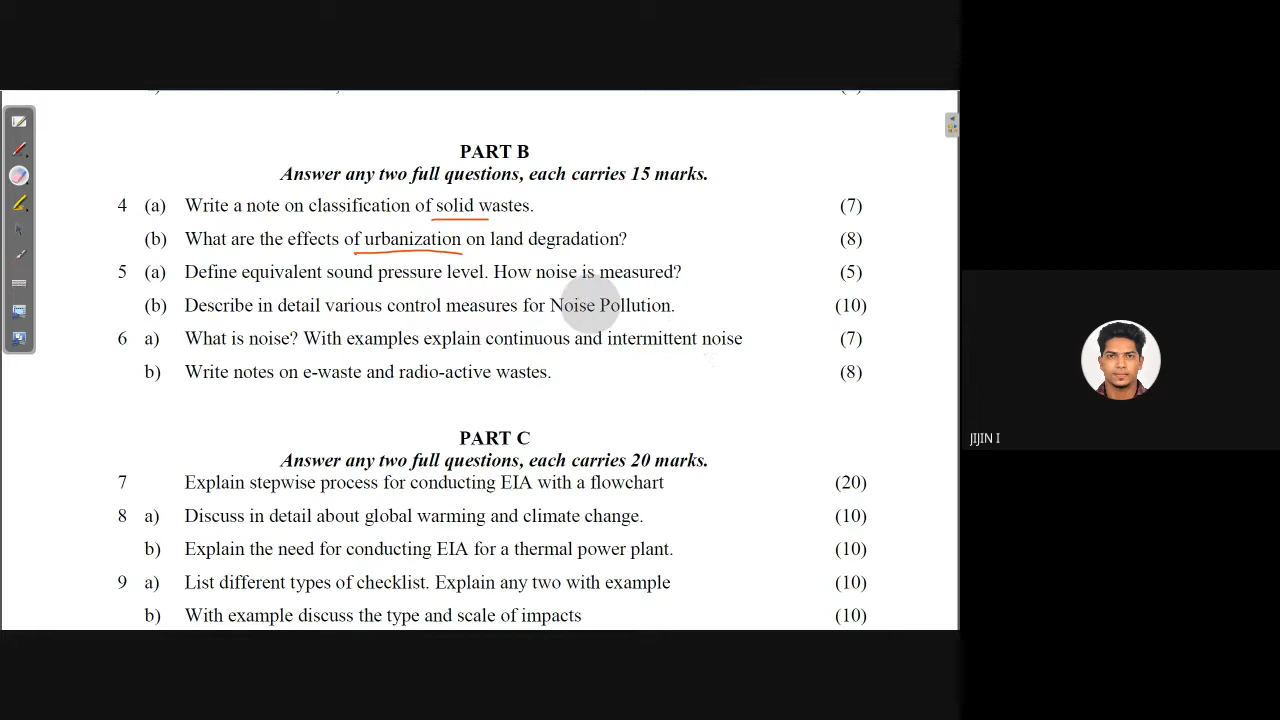 PART B
Answer any two full questions, each carries 15 marks.
4 (a) Write a note on classification of solid wastes. (7)
(b) What are the effects of urbanization on land degradation? (8)
5 (a) Define equivalent sound pressure level. How noise is measured? (5)
(b) Describe in detail various control measures for Noise Pollution. (10)
6 a) What is noise? With examples explain continuous and intermittent noise (7)
b) Write notes on e-waste and radio-active wastes. (8)
PART C
Answer any two full questions, each carries 20 marks.
7 Explain stepwise process for conducting EIA with a flowchart (20)
8 a) Discuss in detail about global warming and climate change. (10)
b) Explain the need for conducting EIA for a thermal power plant. (10)
9 a) List different types of checklist. Explain any two with example (10)
b) With example discuss the type and scale of impacts (10)
JIJIN I